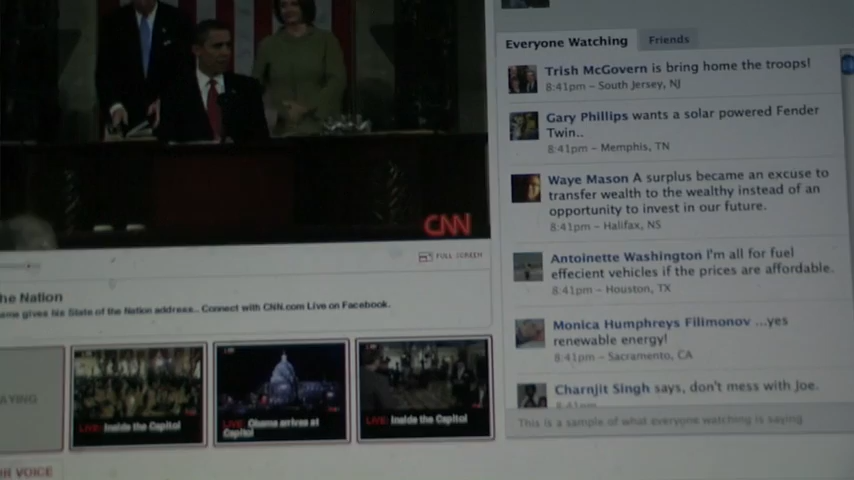 Everyone Watching
Friends
Trish McGovern is bring home the troops!
8:41pm – South Jersey, NJ
Gary Phillips wants a solar powered Fender
Twin..
8:41pm – Memphis, TN
Waye Mason A surplus became an excuse to
transfer wealth to the wealthy instead of an
opportunity to invest in our future.
8:41pm – Halifax, NS
Antoinette Washington I'm all for fuel
effecient vehicles if the prices are affordable.
8:41pm – Houston, TX
Monica Humphreys Filimonov ...yes
renewable energy!
8:41pm – Sacramento, CA
Charnjit Singh says, don't mess with Joe.
8:41pm
This is a sample of what everyone watching is saying
CNN
FULL SCREEN
he Nation
ama gives his State of the Nation address.. Connect with CNN.com Live on Facebook.
AYING
LIVE: Inside the Capitol
LIVE: Obama arrives at
Capitol
LIVE: Inside the Capitol
R VOICE